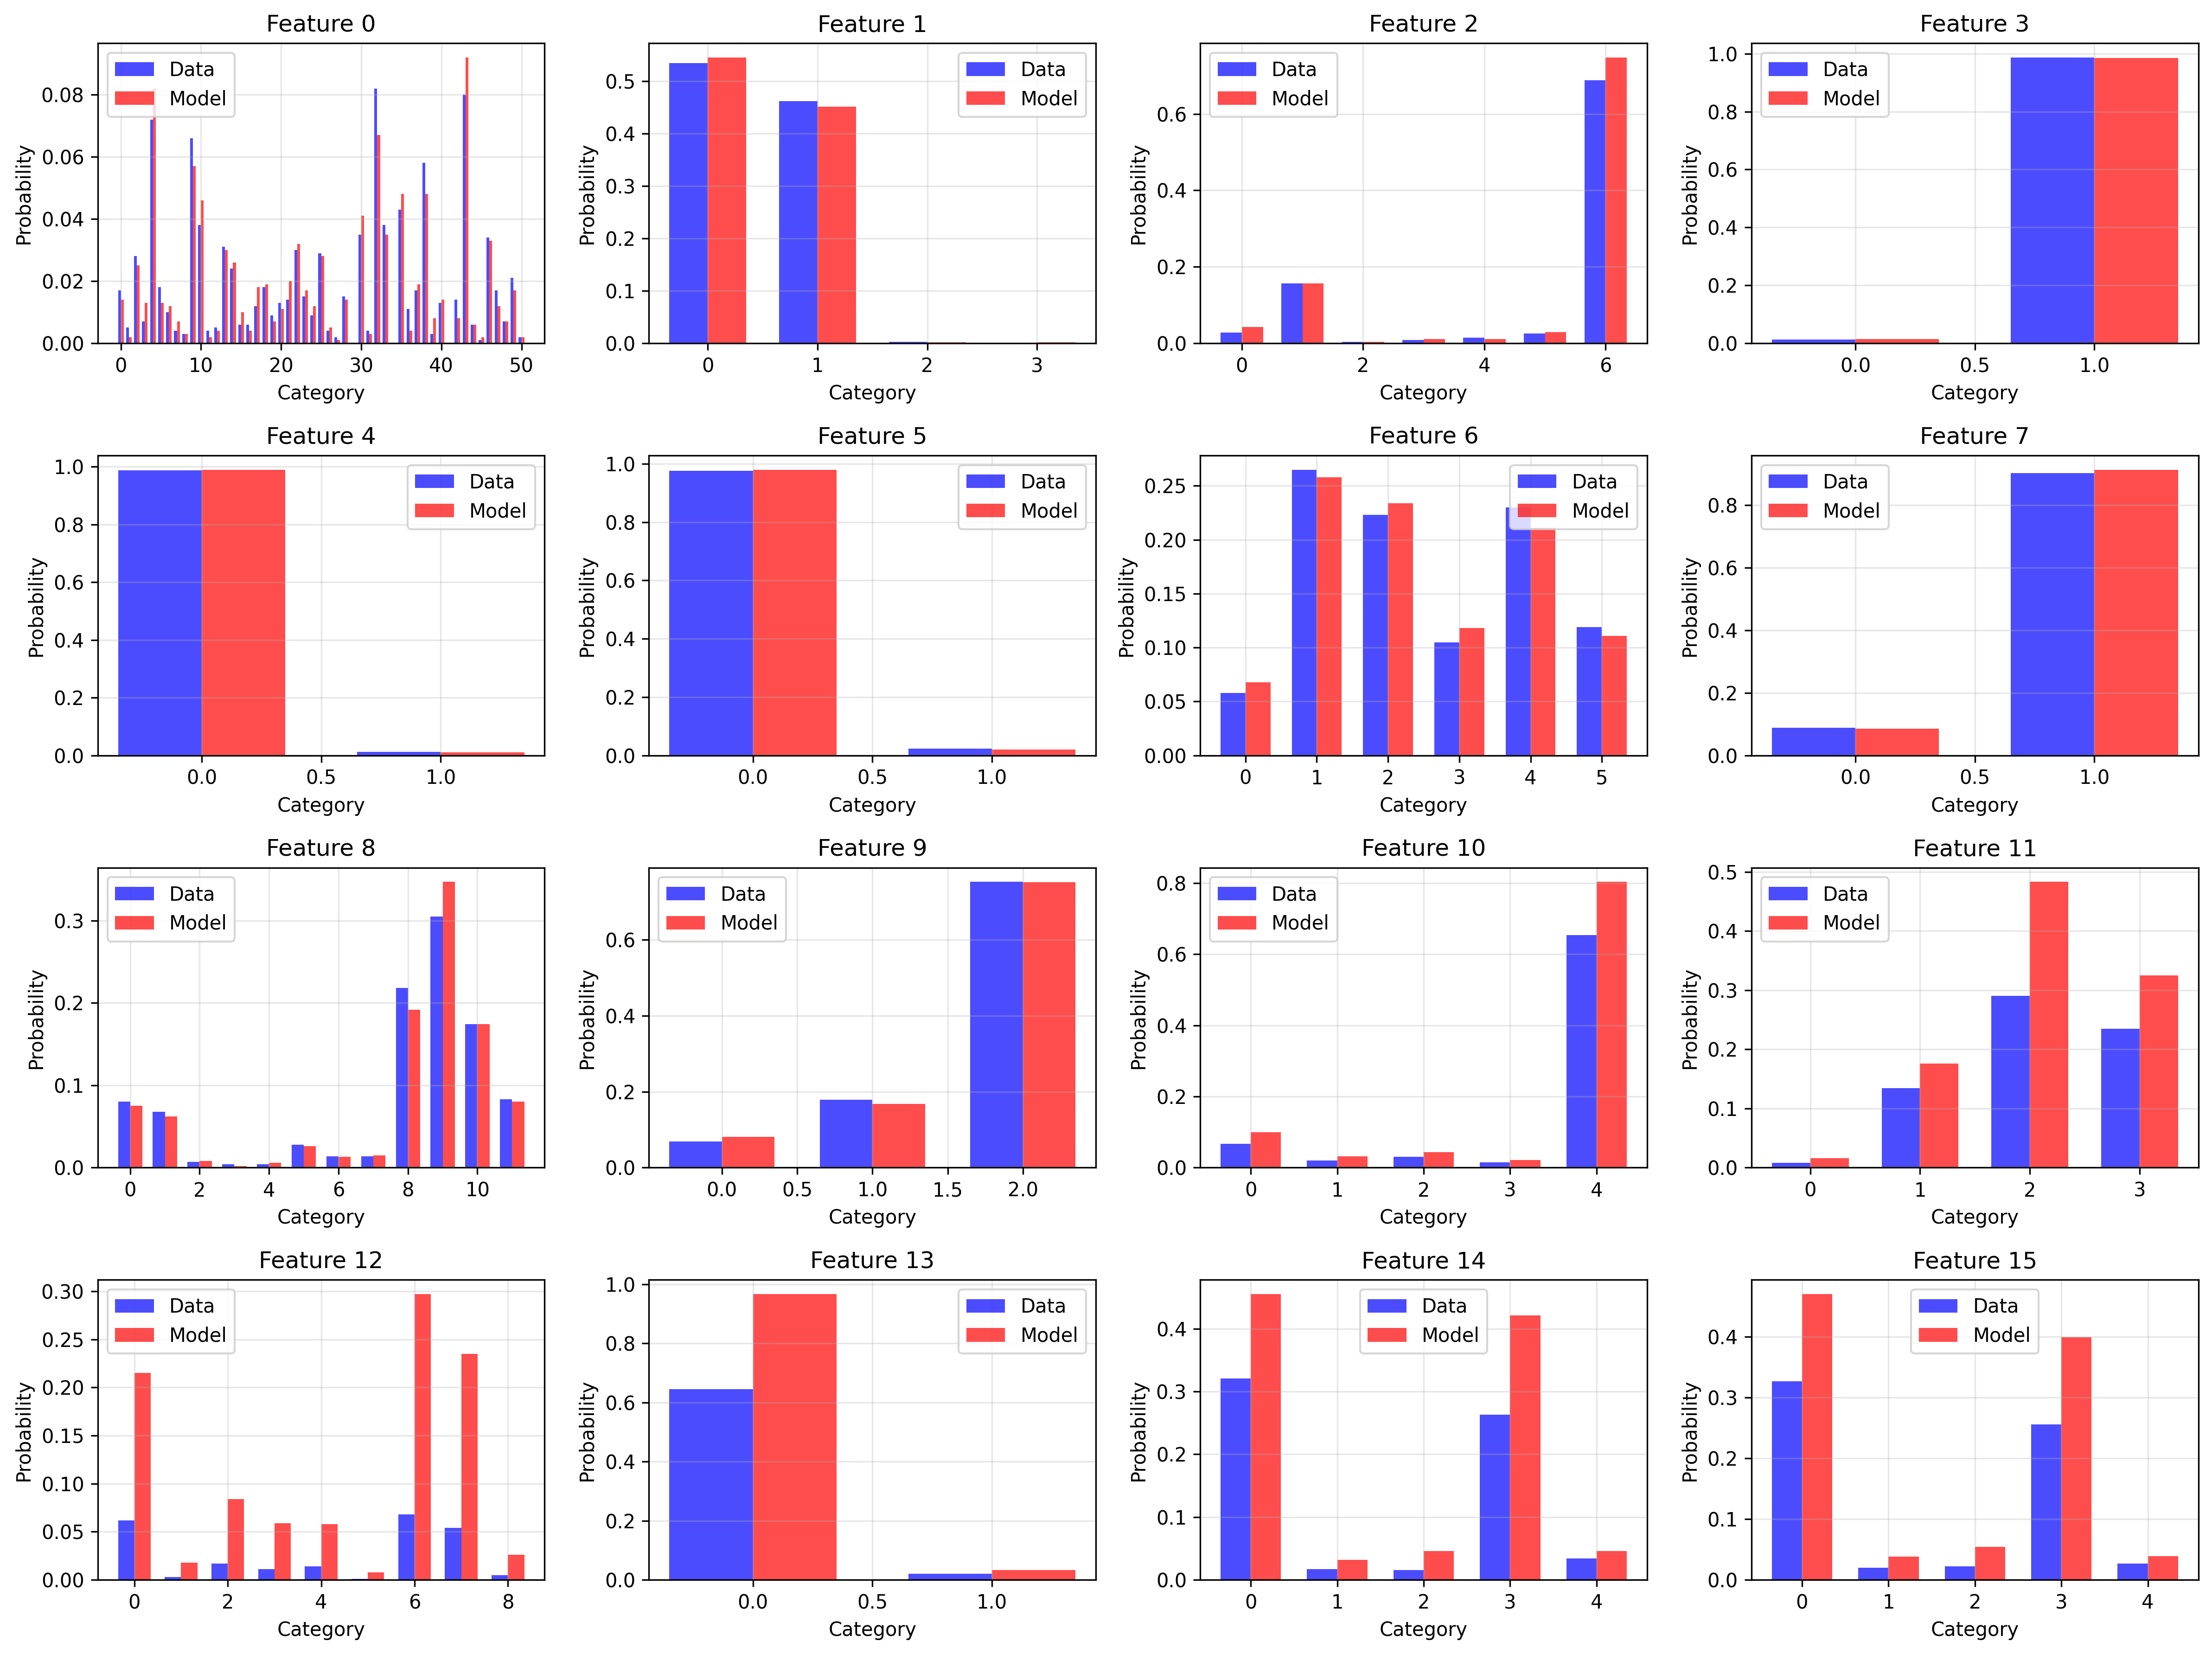 Feature 0
Data
Model
0.08
0.06
0.04
0.02
0.00
Probability
0 10 20 30 40 50
Category
Feature 1
Data
Model
0.5
0.4
0.3
0.2
0.1
0.0
Probability
0 1 2 3
Category
Feature 2
Data
Model
0.6
0.4
0.2
0.0
Probability
0 2 4 6
Category
Feature 3
Data
Model
1.0
0.8
0.6
0.4
0.2
0.0
Probability
0.0 0.5 1.0
Category
Feature 4
Data
Model
1.0
0.8
0.6
0.4
0.2
0.0
Probability
0.0 0.5 1.0
Category
Feature 5
Data
Model
1.0
0.8
0.6
0.4
0.2
0.0
Probability
0.0 0.5 1.0
Category
Feature 6
Data
Model
0.25
0.20
0.15
0.10
0.05
0.00
Probability
0 1 2 3 4 5
Category
Feature 7
Data
Model
0.8
0.6
0.4
0.2
0.0
Probability
0.0 0.5 1.0
Category
Feature 8
Data
Model
0.3
0.2
0.1
0.0
Probability
0 2 4 6 8 10
Category
Feature 9
Data
Model
0.6
0.4
0.2
0.0
Probability
0.0 0.5 1.0 1.5 2.0
Category
Feature 10
Data
Model
0.8
0.6
0.4
0.2
0.0
Probability
0 1 2 3 4
Category
Feature 11
Data
Model
0.5
0.4
0.3
0.2
0.1
0.0
Probability
0 1 2 3
Category
Feature 12
Data
Model
0.30
0.25
0.20
0.15
0.10
0.05
0.00
Probability
0 2 4 6 8
Category
Feature 13
Data
Model
1.0
0.8
0.6
0.4
0.2
0.0
Probability
0.0 0.5 1.0
Category
Feature 14
Data
Model
0.4
0.3
0.2
0.1
0.0
Probability
0 1 2 3 4
Category
Feature 15
Data
Model
0.4
0.3
0.2
0.1
0.0
Probability
0 1 2 3 4
Category